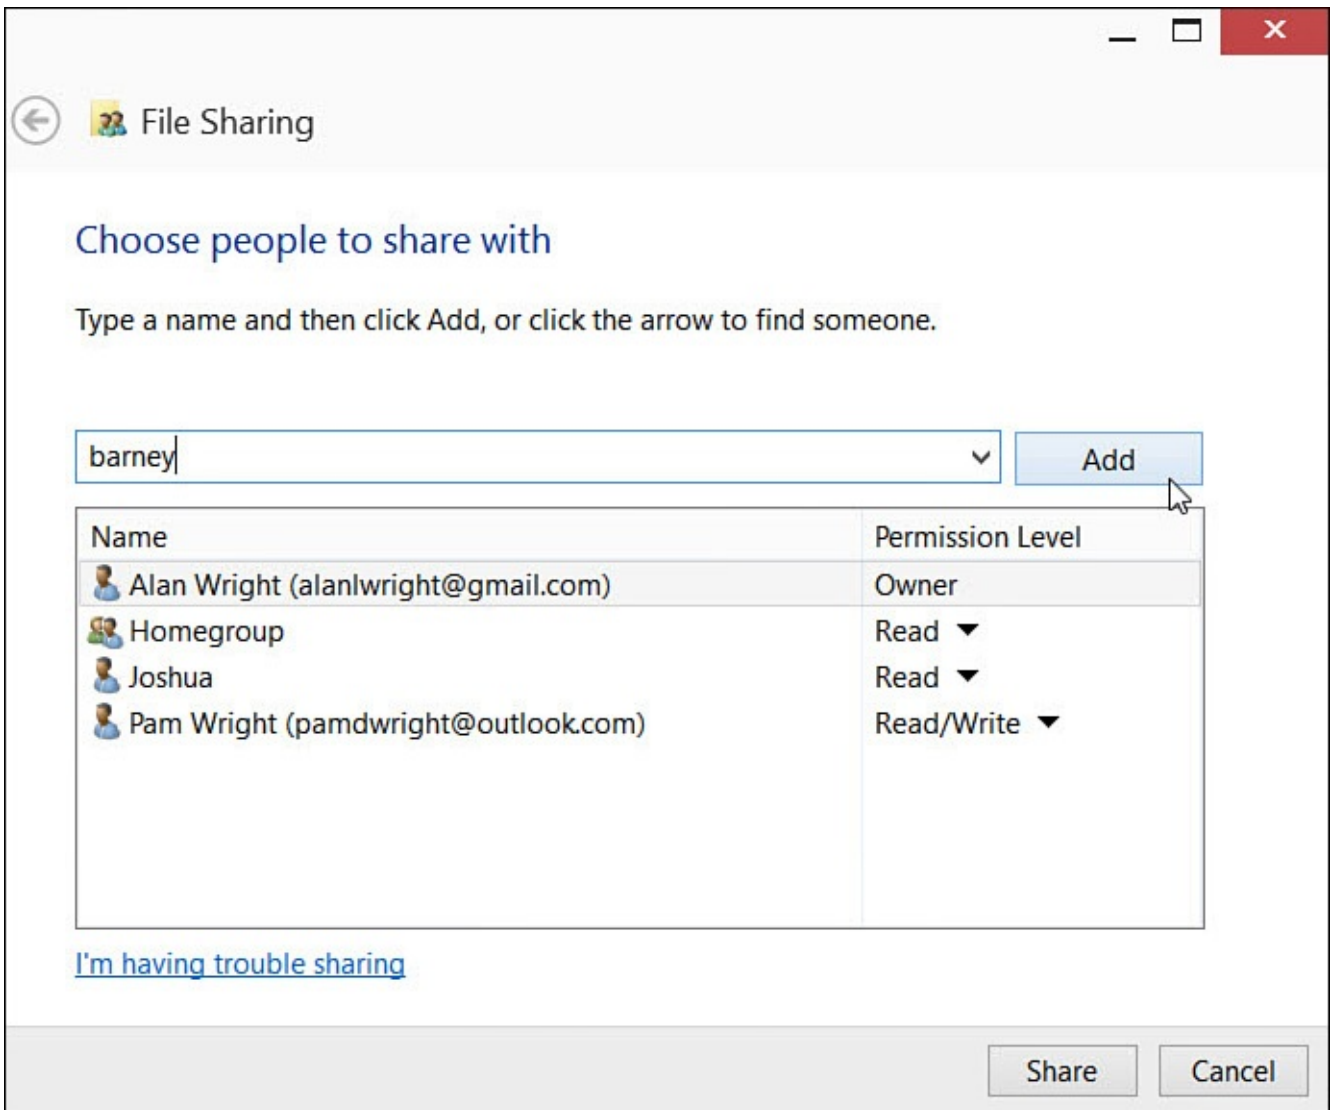 File Sharing
Choose people to share with
Type a name and then click Add, or click the arrow to find someone.
barney Add
Name Permission Level
Alan Wright (alanlwright@gmail.com) Owner
Homegroup Read
Joshua Read
Pam Wright (pamdwright@outlook.com) Read/Write
I'm having trouble sharing
Share Cancel